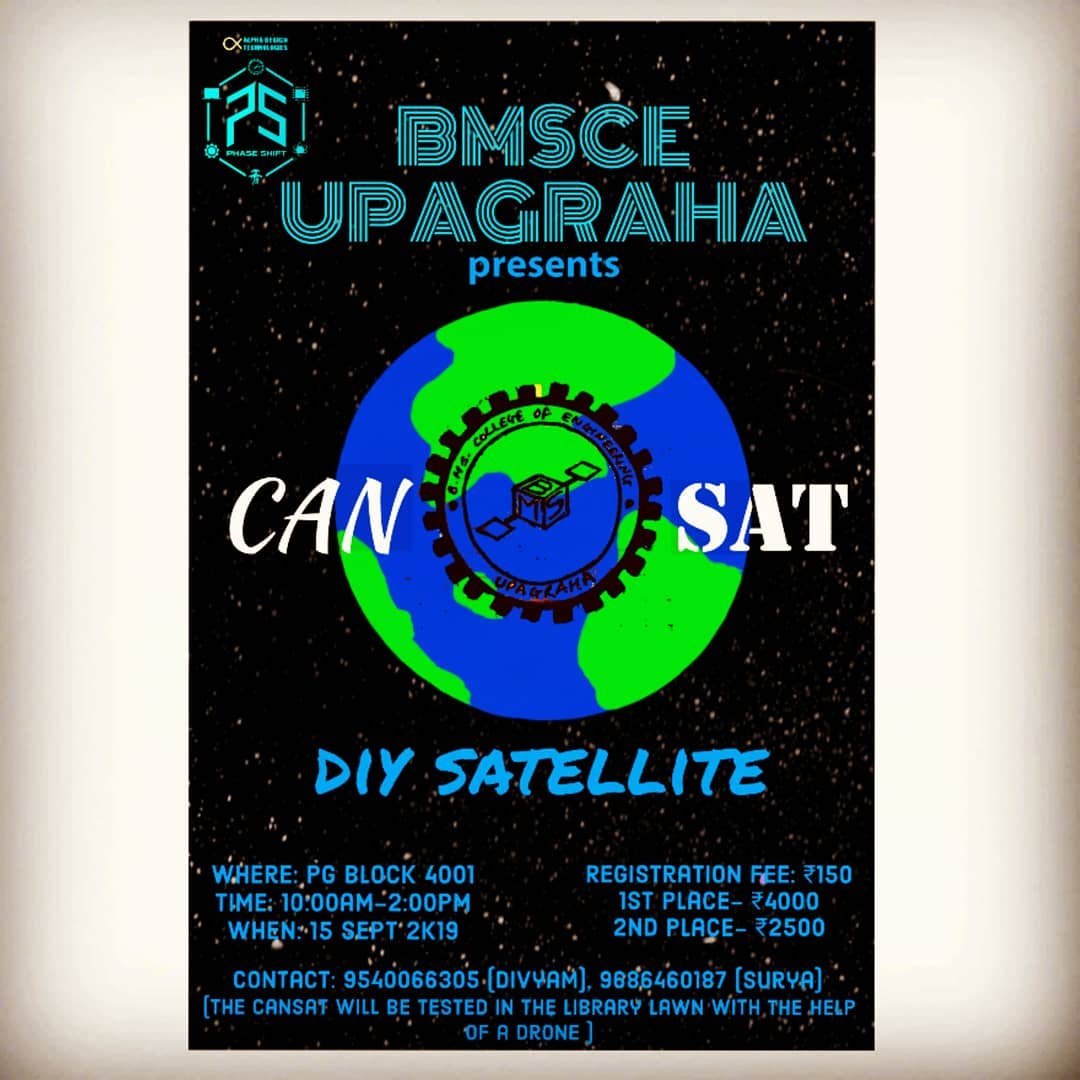 ALPHA DESIGN
TECHNOLOGIES
PS
PHASE SHIFT
BMSCE
UPAGRAHA
presents
B.M.S. COLLEGE OF ENGINEERING
CAN
BMS
SAT
UPAGRAHA
DIY SATELLITE
WHERE: PG BLOCK 4001
TIME: 10:00AM-2:00PM
WHEN: 15 SEPT 2K19
REGISTRATION FEE: ₹150
1ST PLACE- ₹4000
2ND PLACE- ₹2500
CONTACT: 9540066305 (DIVYAM), 9886460187 (SURYA)
(THE CANSAT WILL BE TESTED IN THE LIBRARY LAWN WITH THE HELP
OF A DRONE )